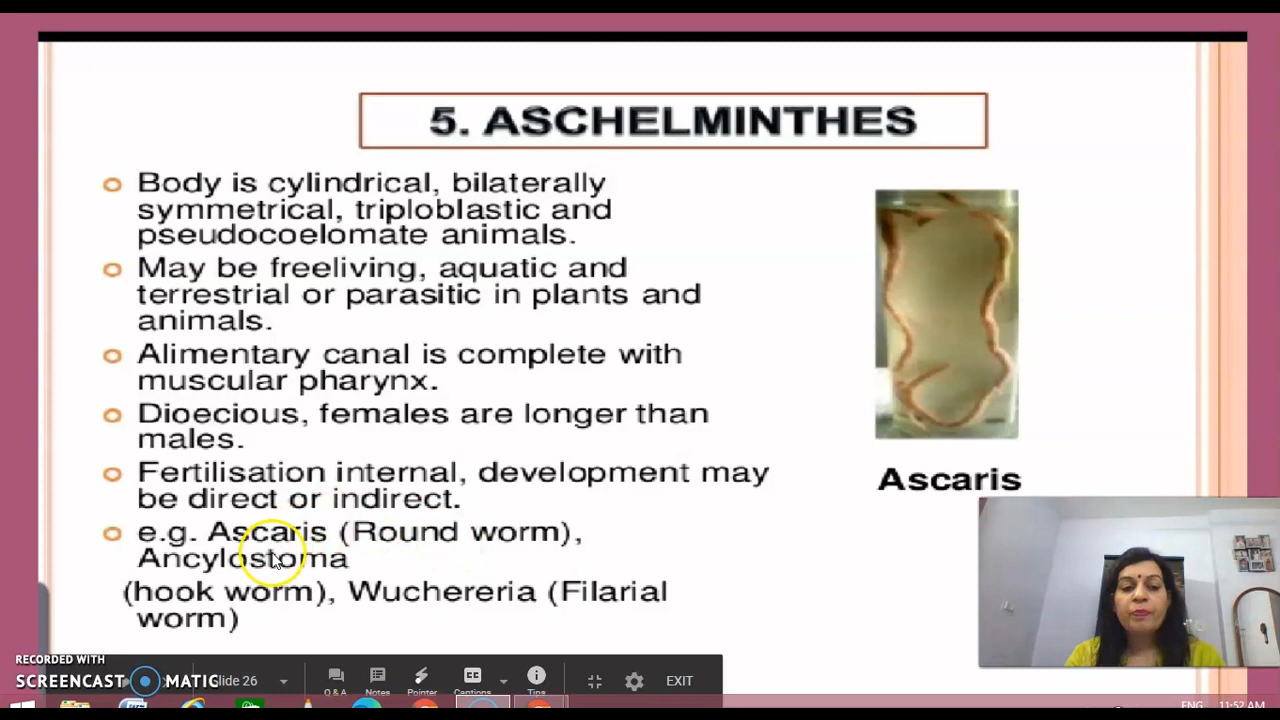 5. ASCHELMINTHES
Body is cylindrical, bilaterally
symmetrical, triploblastic and
pseudocoelomate animals.
May be freeliving, aquatic and
terrestrial or parasitic in plants and
animals.
Alimentary canal is complete with
muscular pharynx.
Dioecious, females are longer than
males.
Fertilisation internal, development may
be direct or indirect.
e.g. Ascaris (Round worm),
Ancylostoma
(hook worm), Wuchereria (Filarial
worm)
Ascaris
RECORDED WITH
SCREENCAST MATIC
lide 26
Q & A Notes Pointer Captions Tips EXIT
ENG 11:52 AM